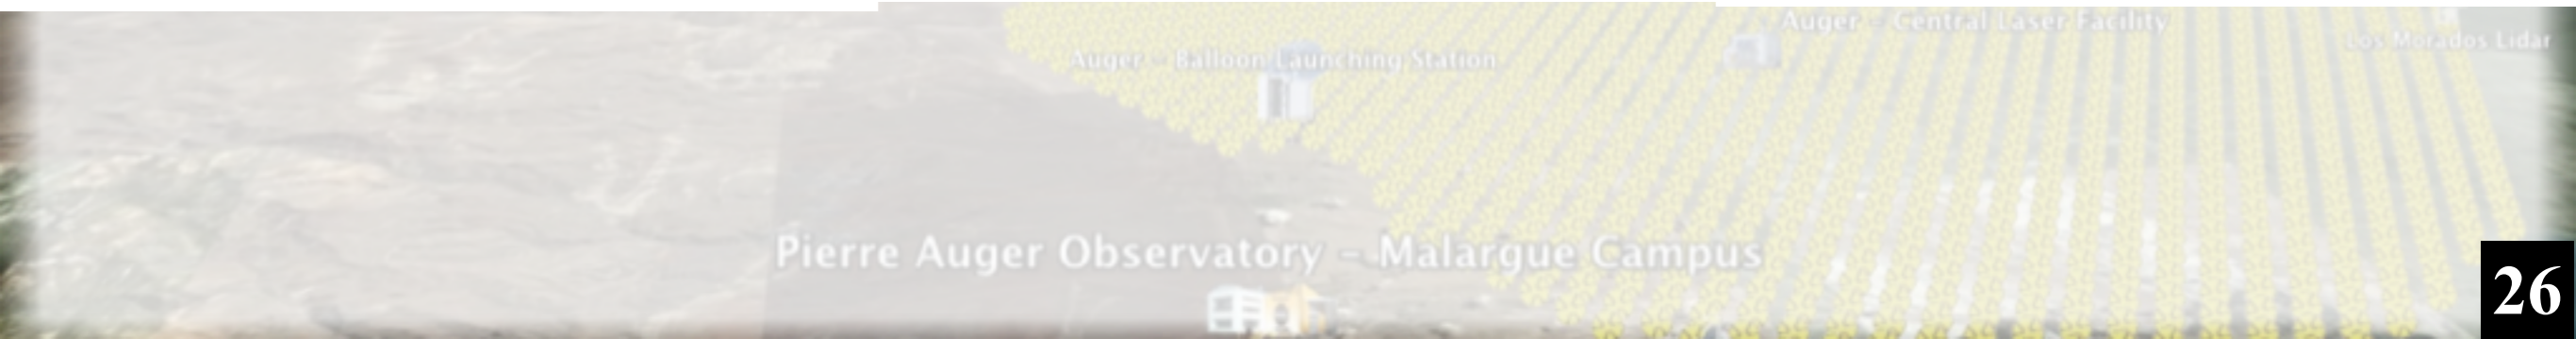 Auger - Central Laser Facility
Los Morados Lidar
Auger - Balloon Launching Station
Pierre Auger Observatory - Malargue Campus
26